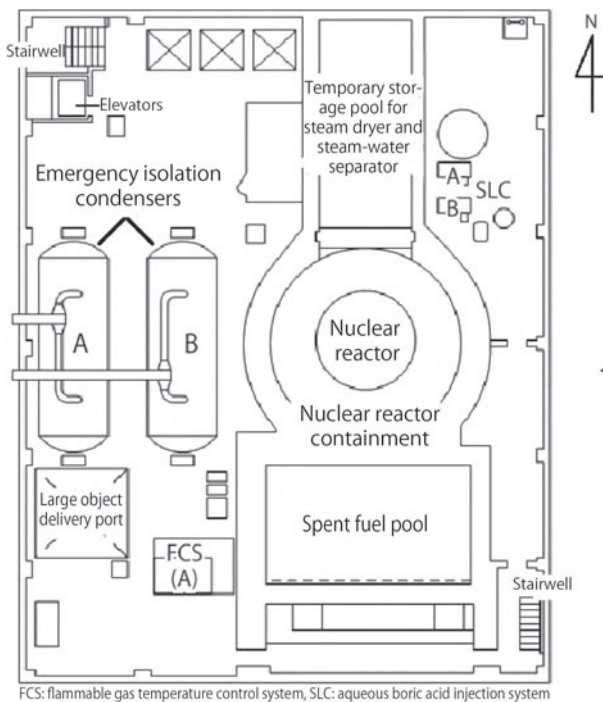 N
Stairwell
Elevators
Temporary stor-
age pool for
steam dryer and
steam-water
separator
A
B
SLC
Emergency isolation
condensers
A
B
Nuclear
reactor
Nuclear reactor
containment
Large object
delivery port
Spent fuel pool
FCS
(A)
Stairwell
FCS: flammable gas temperature control system, SLC: aqueous boric acid injection system